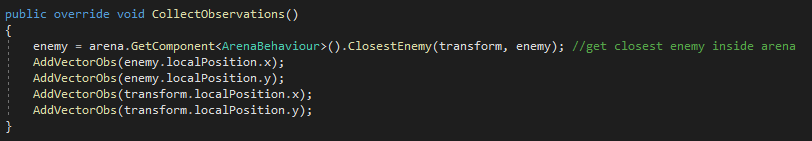 public override void CollectObservations()
{
enemy = arena.GetComponent<ArenaBehaviour>().ClosestEnemy(transform, enemy); //get closest enemy inside arena
AddVectorObs(enemy.localPosition.x);
AddVectorObs(enemy.localPosition.y);
AddVectorObs(transform.localPosition.x);
AddVectorObs(transform.localPosition.y);
}